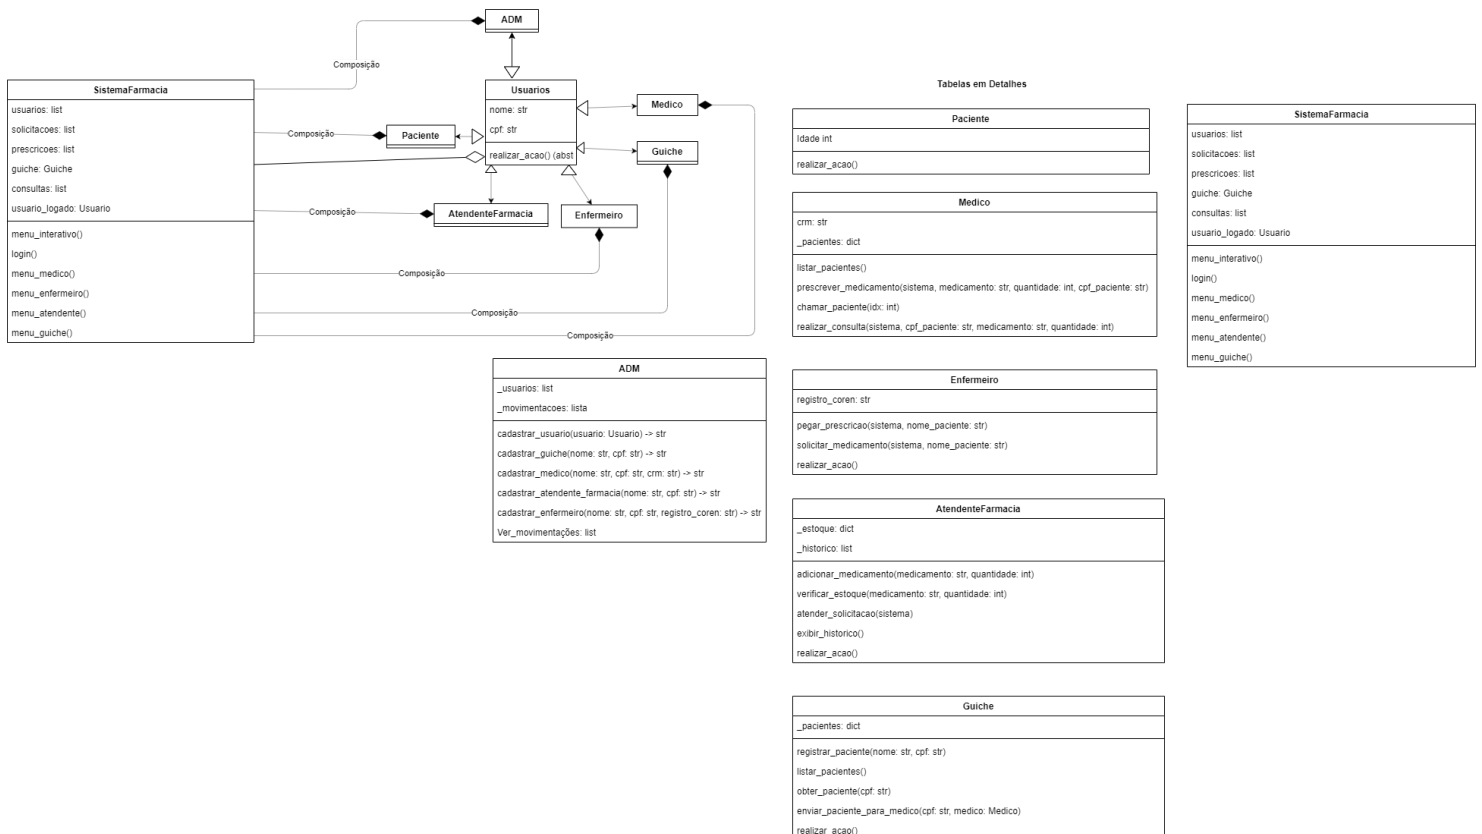 ADM
Composição
SistemaFarmacia
usuarios: list
solicitacoes: list
prescricoes: list
guiche: Guiche
consultas: list
usuario_logado: Usuario
menu_interativo()
login()
menu_medico()
menu_enfermeiro()
menu_atendente()
menu_guiche()
Usuarios
nome: str
cpf: str
realizar_acao() (abst
Medico
Composição
Paciente
Guiche
Composição
AtendenteFarmacia
Enfermeiro
Composição
Composição
Composição
ADM
_usuarios: list
_movimentacoes: lista
cadastrar_usuario(usuario: Usuario) -> str
cadastrar_guiche(nome: str, cpf: str) -> str
cadastrar_medico(nome: str, cpf: str, crm: str) -> str
cadastrar_atendente_farmacia(nome: str, cpf: str) -> str
cadastrar_enfermeiro(nome: str, cpf: str, registro_coren: str) -> str
Ver_movimentações: list
Tabelas em Detalhes
Paciente
Idade int
realizar_acao()
Medico
crm: str
_pacientes: dict
listar_pacientes()
prescrever_medicamento(sistema, medicamento: str, quantidade: int, cpf_paciente: str)
chamar_paciente(idx: int)
realizar_consulta(sistema, cpf_paciente: str, medicamento: str, quantidade: int)
Enfermeiro
registro_coren: str
pegar_prescricao(sistema, nome_paciente: str)
solicitar_medicamento(sistema, nome_paciente: str)
realizar_acao()
AtendenteFarmacia
_estoque: dict
_historico: list
adicionar_medicamento(medicamento: str, quantidade: int)
verificar_estoque(medicamento: str, quantidade: int)
atender_solicitacao(sistema)
exibir_historico()
realizar_acao()
Guiche
_pacientes: dict
registrar_paciente(nome: str, cpf: str)
listar_pacientes()
obter_paciente(cpf: str)
enviar_paciente_para_medico(cpf: str, medico: Medico)
realizar_acao()
SistemaFarmacia
usuarios: list
solicitacoes: list
prescricoes: list
guiche: Guiche
consultas: list
usuario_logado: Usuario
menu_interativo()
login()
menu_medico()
menu_enfermeiro()
menu_atendente()
menu_guiche()